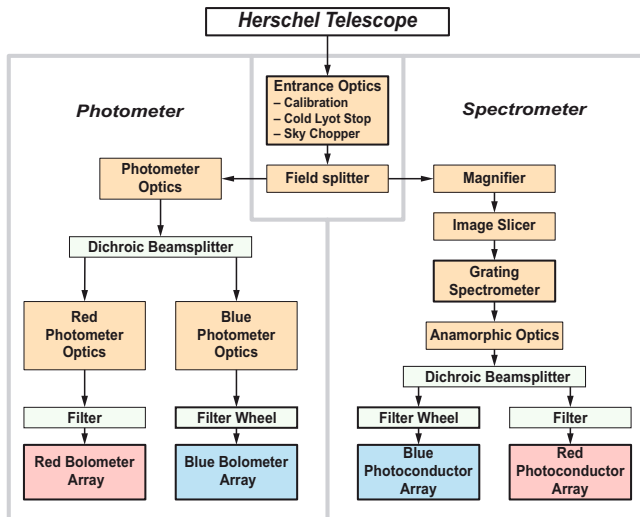 Herschel Telescope
Photometer
Spectrometer
Entrance Optics
– Calibration
– Cold Lyot Stop
– Sky Chopper
Photometer
Optics
Field splitter
Magnifier
Image Slicer
Dichroic Beamsplitter
Grating
Spectrometer
Red
Photometer
Optics
Blue
Photometer
Optics
Anamorphic Optics
Dichroic Beamsplitter
Filter
Filter Wheel
Filter Wheel
Filter
Red Bolometer
Array
Blue Bolometer
Array
Blue
Photoconductor
Array
Red
Photoconductor
Array